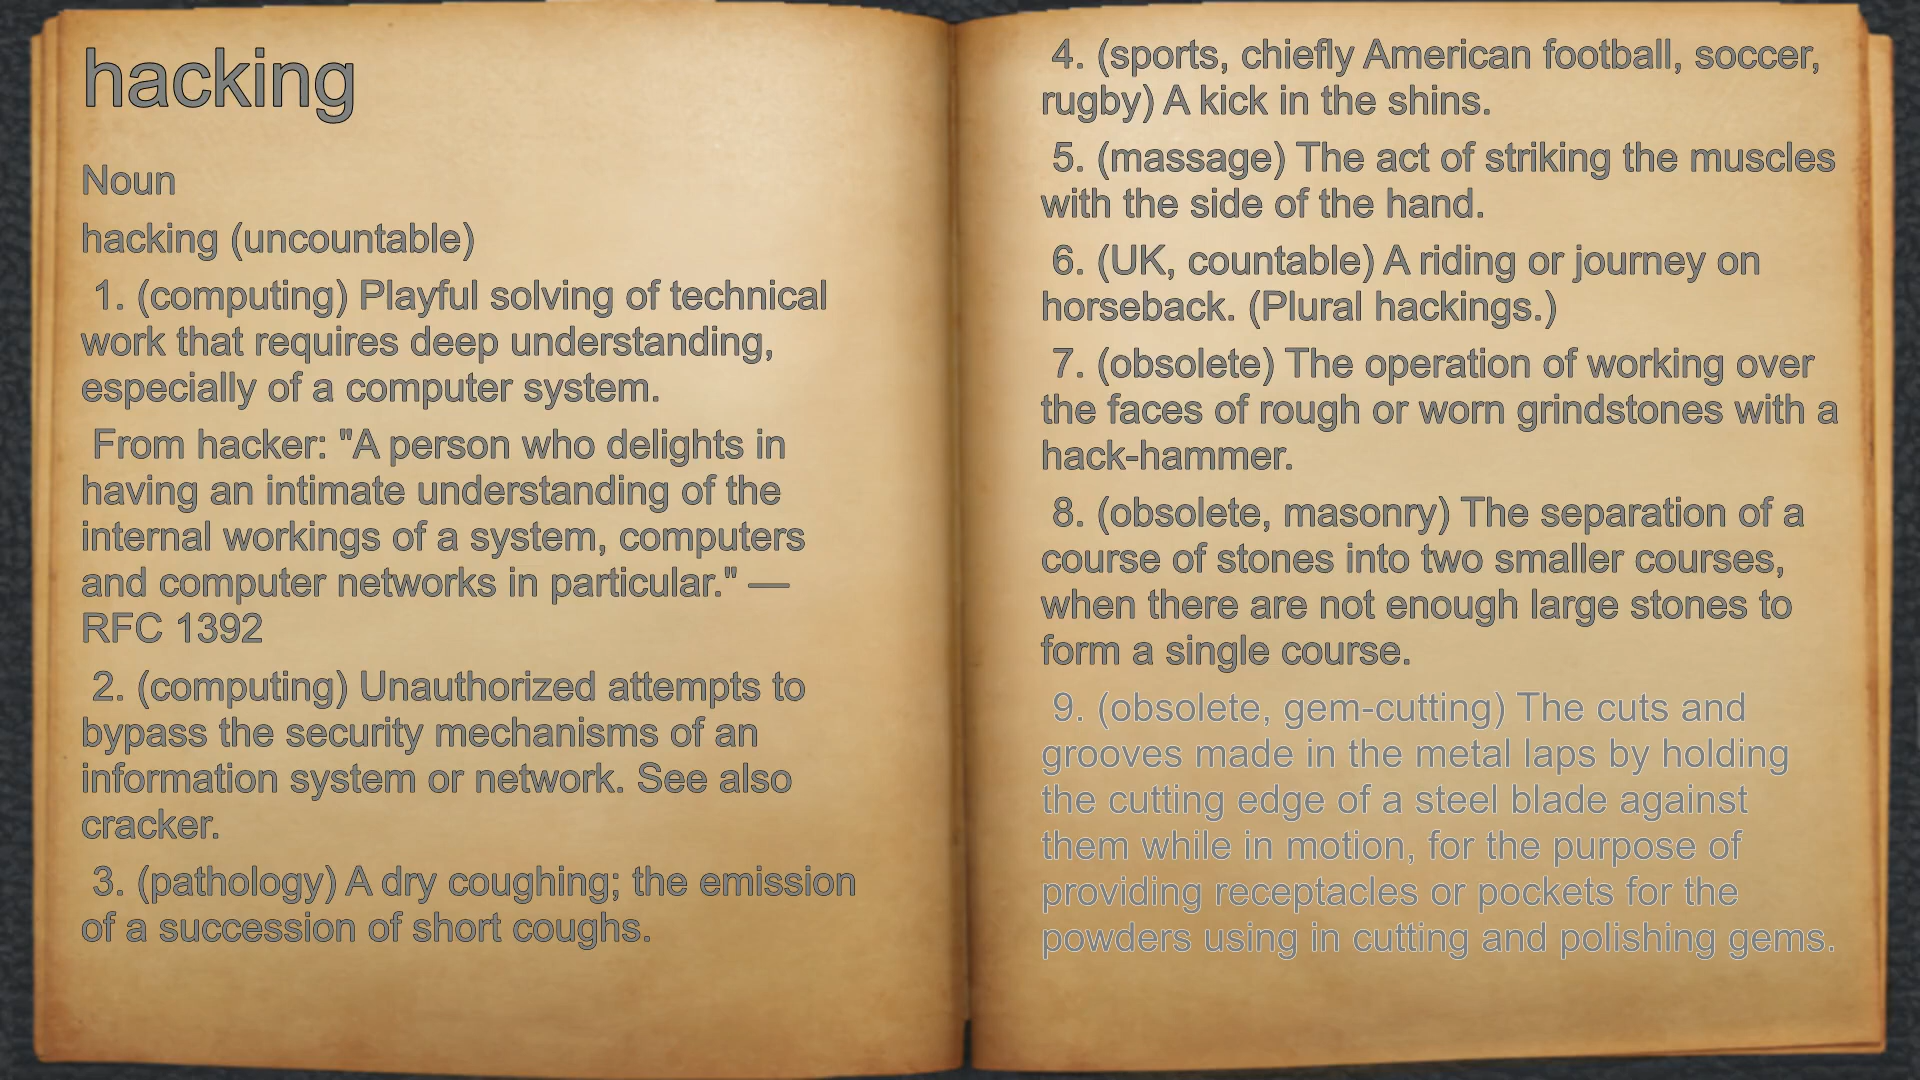 hacking
Noun
hacking (uncountable)
1. (computing) Playful solving of technical
work that requires deep understanding,
especially of a computer system.
From hacker: "A person who delights in
having an intimate understanding of the
internal workings of a system, computers
and computer networks in particular." —
RFC 1392
2. (computing) Unauthorized attempts to
bypass the security mechanisms of an
information system or network. See also
cracker.
3. (pathology) A dry coughing; the emission
of a succession of short coughs.
4. (sports, chiefly American football, soccer,
rugby) A kick in the shins.
5. (massage) The act of striking the muscles
with the side of the hand.
6. (UK, countable) A riding or journey on
horseback. (Plural hackings.)
7. (obsolete) The operation of working over
the faces of rough or worn grindstones with a
hack-hammer.
8. (obsolete, masonry) The separation of a
course of stones into two smaller courses,
when there are not enough large stones to
form a single course.
9. (obsolete, gem-cutting) The cuts and
grooves made in the metal laps by holding
the cutting edge of a steel blade against
them while in motion, for the purpose of
providing receptacles or pockets for the
powders using in cutting and polishing gems.